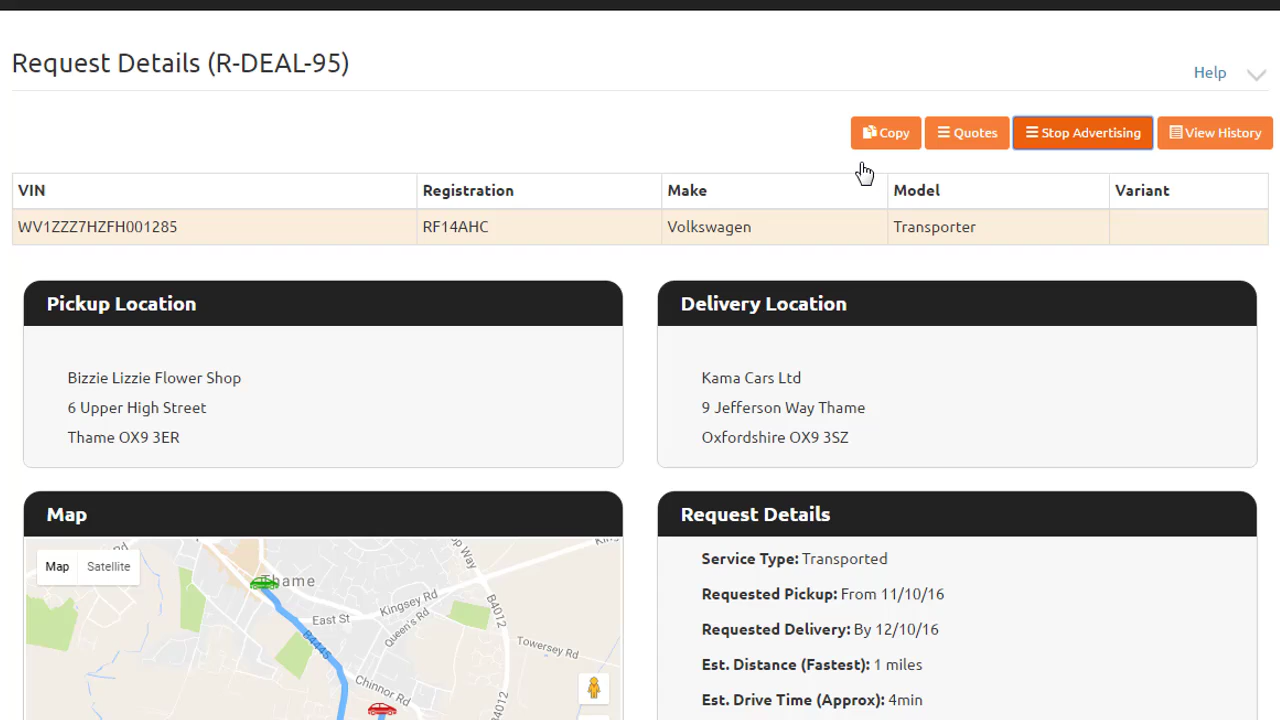 Request Details (R-DEAL-95)
Help
Copy Quotes Stop Advertising View History
VIN Registration Make Model Variant
WV1ZZZ7HZFH001285 RF14AHC Volkswagen Transporter
Pickup Location
Bizzie Lizzie Flower Shop
6 Upper High Street
Thame OX9 3ER
Delivery Location
Kama Cars Ltd
9 Jefferson Way Thame
Oxfordshire OX9 3SZ
Map
Map Satellite
Thame
East St
Kingsey Rd
Queen's Rd
B4012
B4445
Towersey Rd
Chinnor Rd
B4012
Request Details
Service Type: Transported
Requested Pickup: From 11/10/16
Requested Delivery: By 12/10/16
Est. Distance (Fastest): 1 miles
Est. Drive Time (Approx): 4min